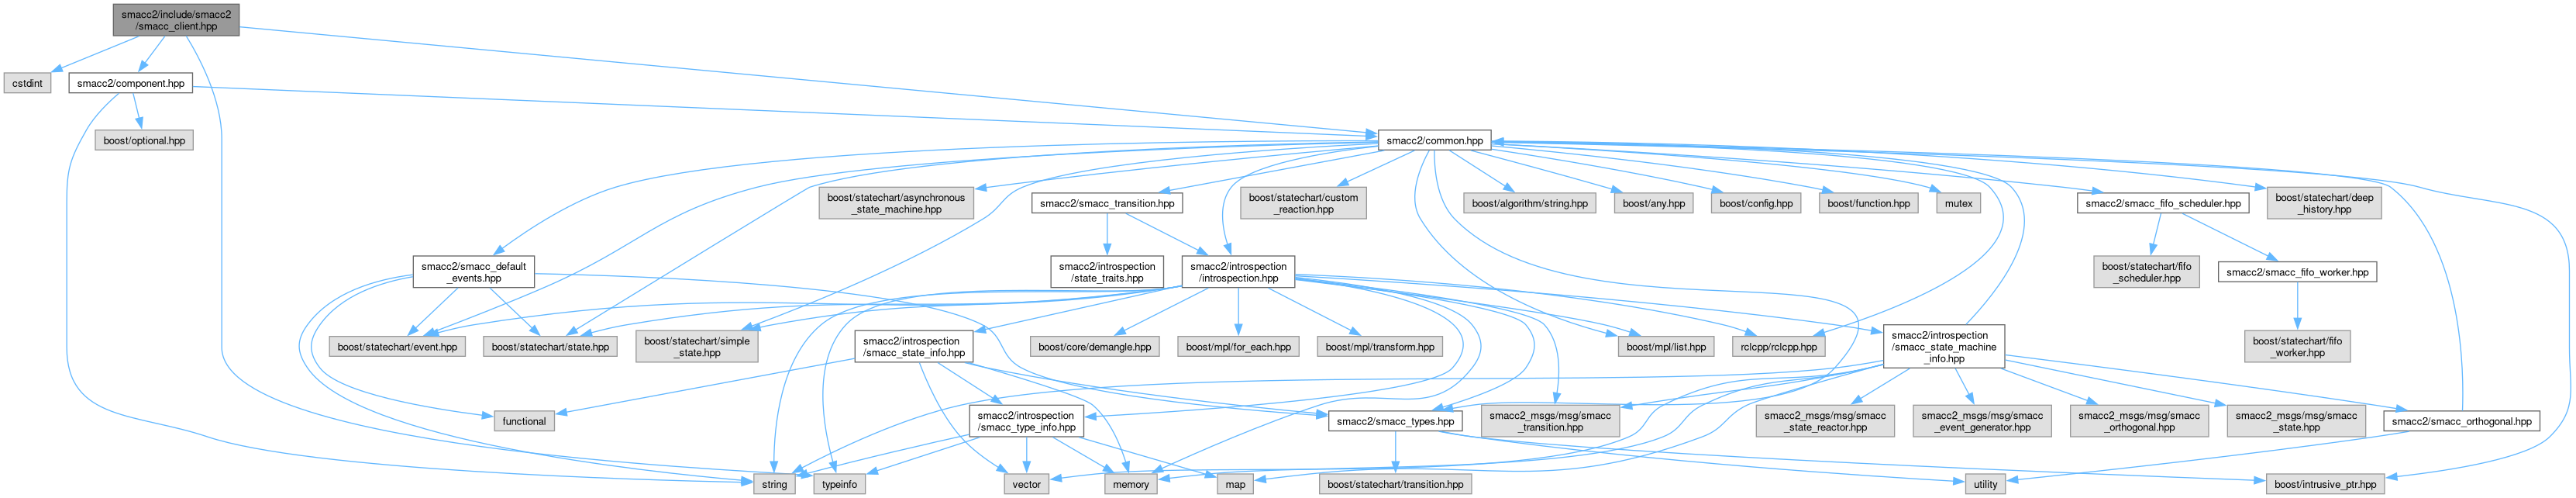 smacc2/include/smacc2
/smacc_client.hpp
cstdint
smacc2/component.hpp
boost/optional.hpp
smacc2/common.hpp
boost/statechart/asynchronous
_state_machine.hpp
smacc2/smacc_transition.hpp
boost/statechart/custom
_reaction.hpp
boost/algorithm/string.hpp
boost/any.hpp
boost/config.hpp
boost/function.hpp
mutex
smacc2/smacc_fifo_scheduler.hpp
boost/statechart/deep
_history.hpp
smacc2/smacc_default
_events.hpp
smacc2/introspection
/state_traits.hpp
smacc2/introspection
/introspection.hpp
boost/statechart/fifo
_scheduler.hpp
smacc2/smacc_fifo_worker.hpp
boost/statechart/event.hpp
boost/statechart/state.hpp
boost/statechart/simple
_state.hpp
smacc2/introspection
/smacc_state_info.hpp
boost/core/demangle.hpp
boost/mpl/for_each.hpp
boost/mpl/transform.hpp
boost/mpl/list.hpp
rclcpp/rclcpp.hpp
smacc2/introspection
/smacc_state_machine
_info.hpp
boost/statechart/fifo
_worker.hpp
functional
smacc2/introspection
/smacc_type_info.hpp
smacc2/smacc_types.hpp
smacc2_msgs/msg/smacc
_transition.hpp
smacc2_msgs/msg/smacc
_state_reactor.hpp
smacc2_msgs/msg/smacc
_event_generator.hpp
smacc2_msgs/msg/smacc
_orthogonal.hpp
smacc2_msgs/msg/smacc
_state.hpp
smacc2/smacc_orthogonal.hpp
string
typeinfo
vector
memory
map
boost/statechart/transition.hpp
utility
boost/intrusive_ptr.hpp